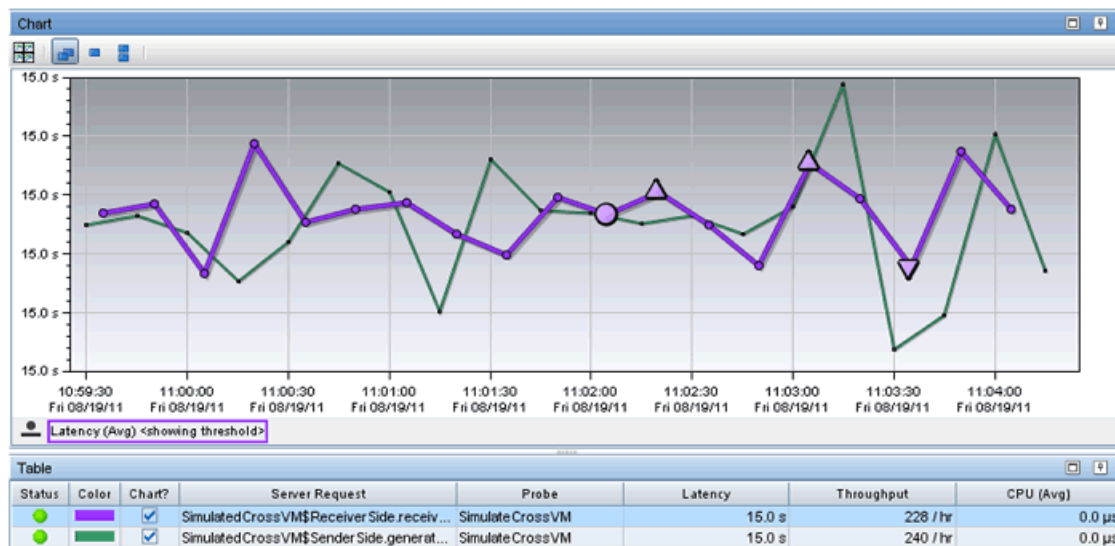 Chart
15.0 s
15.0 s
15.0 s
15.0 s
15.0 s
15.0 s
10:59:30 11:00:00 11:00:30 11:01:00 11:01:30 11:02:00 11:02:30 11:03:00 11:03:30 11:04:00
Fri 08/19/11 Fri 08/19/11 Fri 08/19/11 Fri 08/19/11 Fri 08/19/11 Fri 08/19/11 Fri 08/19/11 Fri 08/19/11 Fri 08/19/11 Fri 08/19/11
Latency (Avg) <showing threshold>
Table
Status Color Chart? Server Request Probe Latency Throughput CPU (Avg)
SimulatedCrossVM$ReceiverSide.receiv... SimulateCrossVM 15.0 s 228 / hr 0.0 µs
SimulatedCrossVM$SenderSide.generat... SimulateCrossVM 15.0 s 240 / hr 0.0 µs